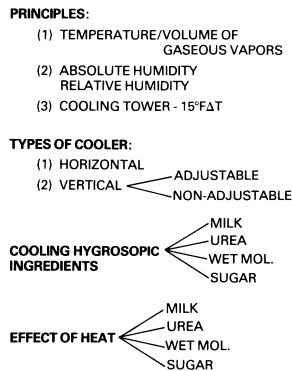 PRINCIPLES:
(1) TEMPERATURE/VOLUME OF
GASEOUS VAPORS
(2) ABSOLUTE HUMIDITY
RELATIVE HUMIDITY
(3) COOLING TOWER - 15°F∆T
TYPES OF COOLER:
(1) HORIZONTAL
(2) VERTICAL
ADJUSTABLE
NON-ADJUSTABLE
COOLING HYGROSOPIC
INGREDIENTS
MILK
UREA
WET MOL.
SUGAR
EFFECT OF HEAT
MILK
UREA
WET MOL.
SUGAR